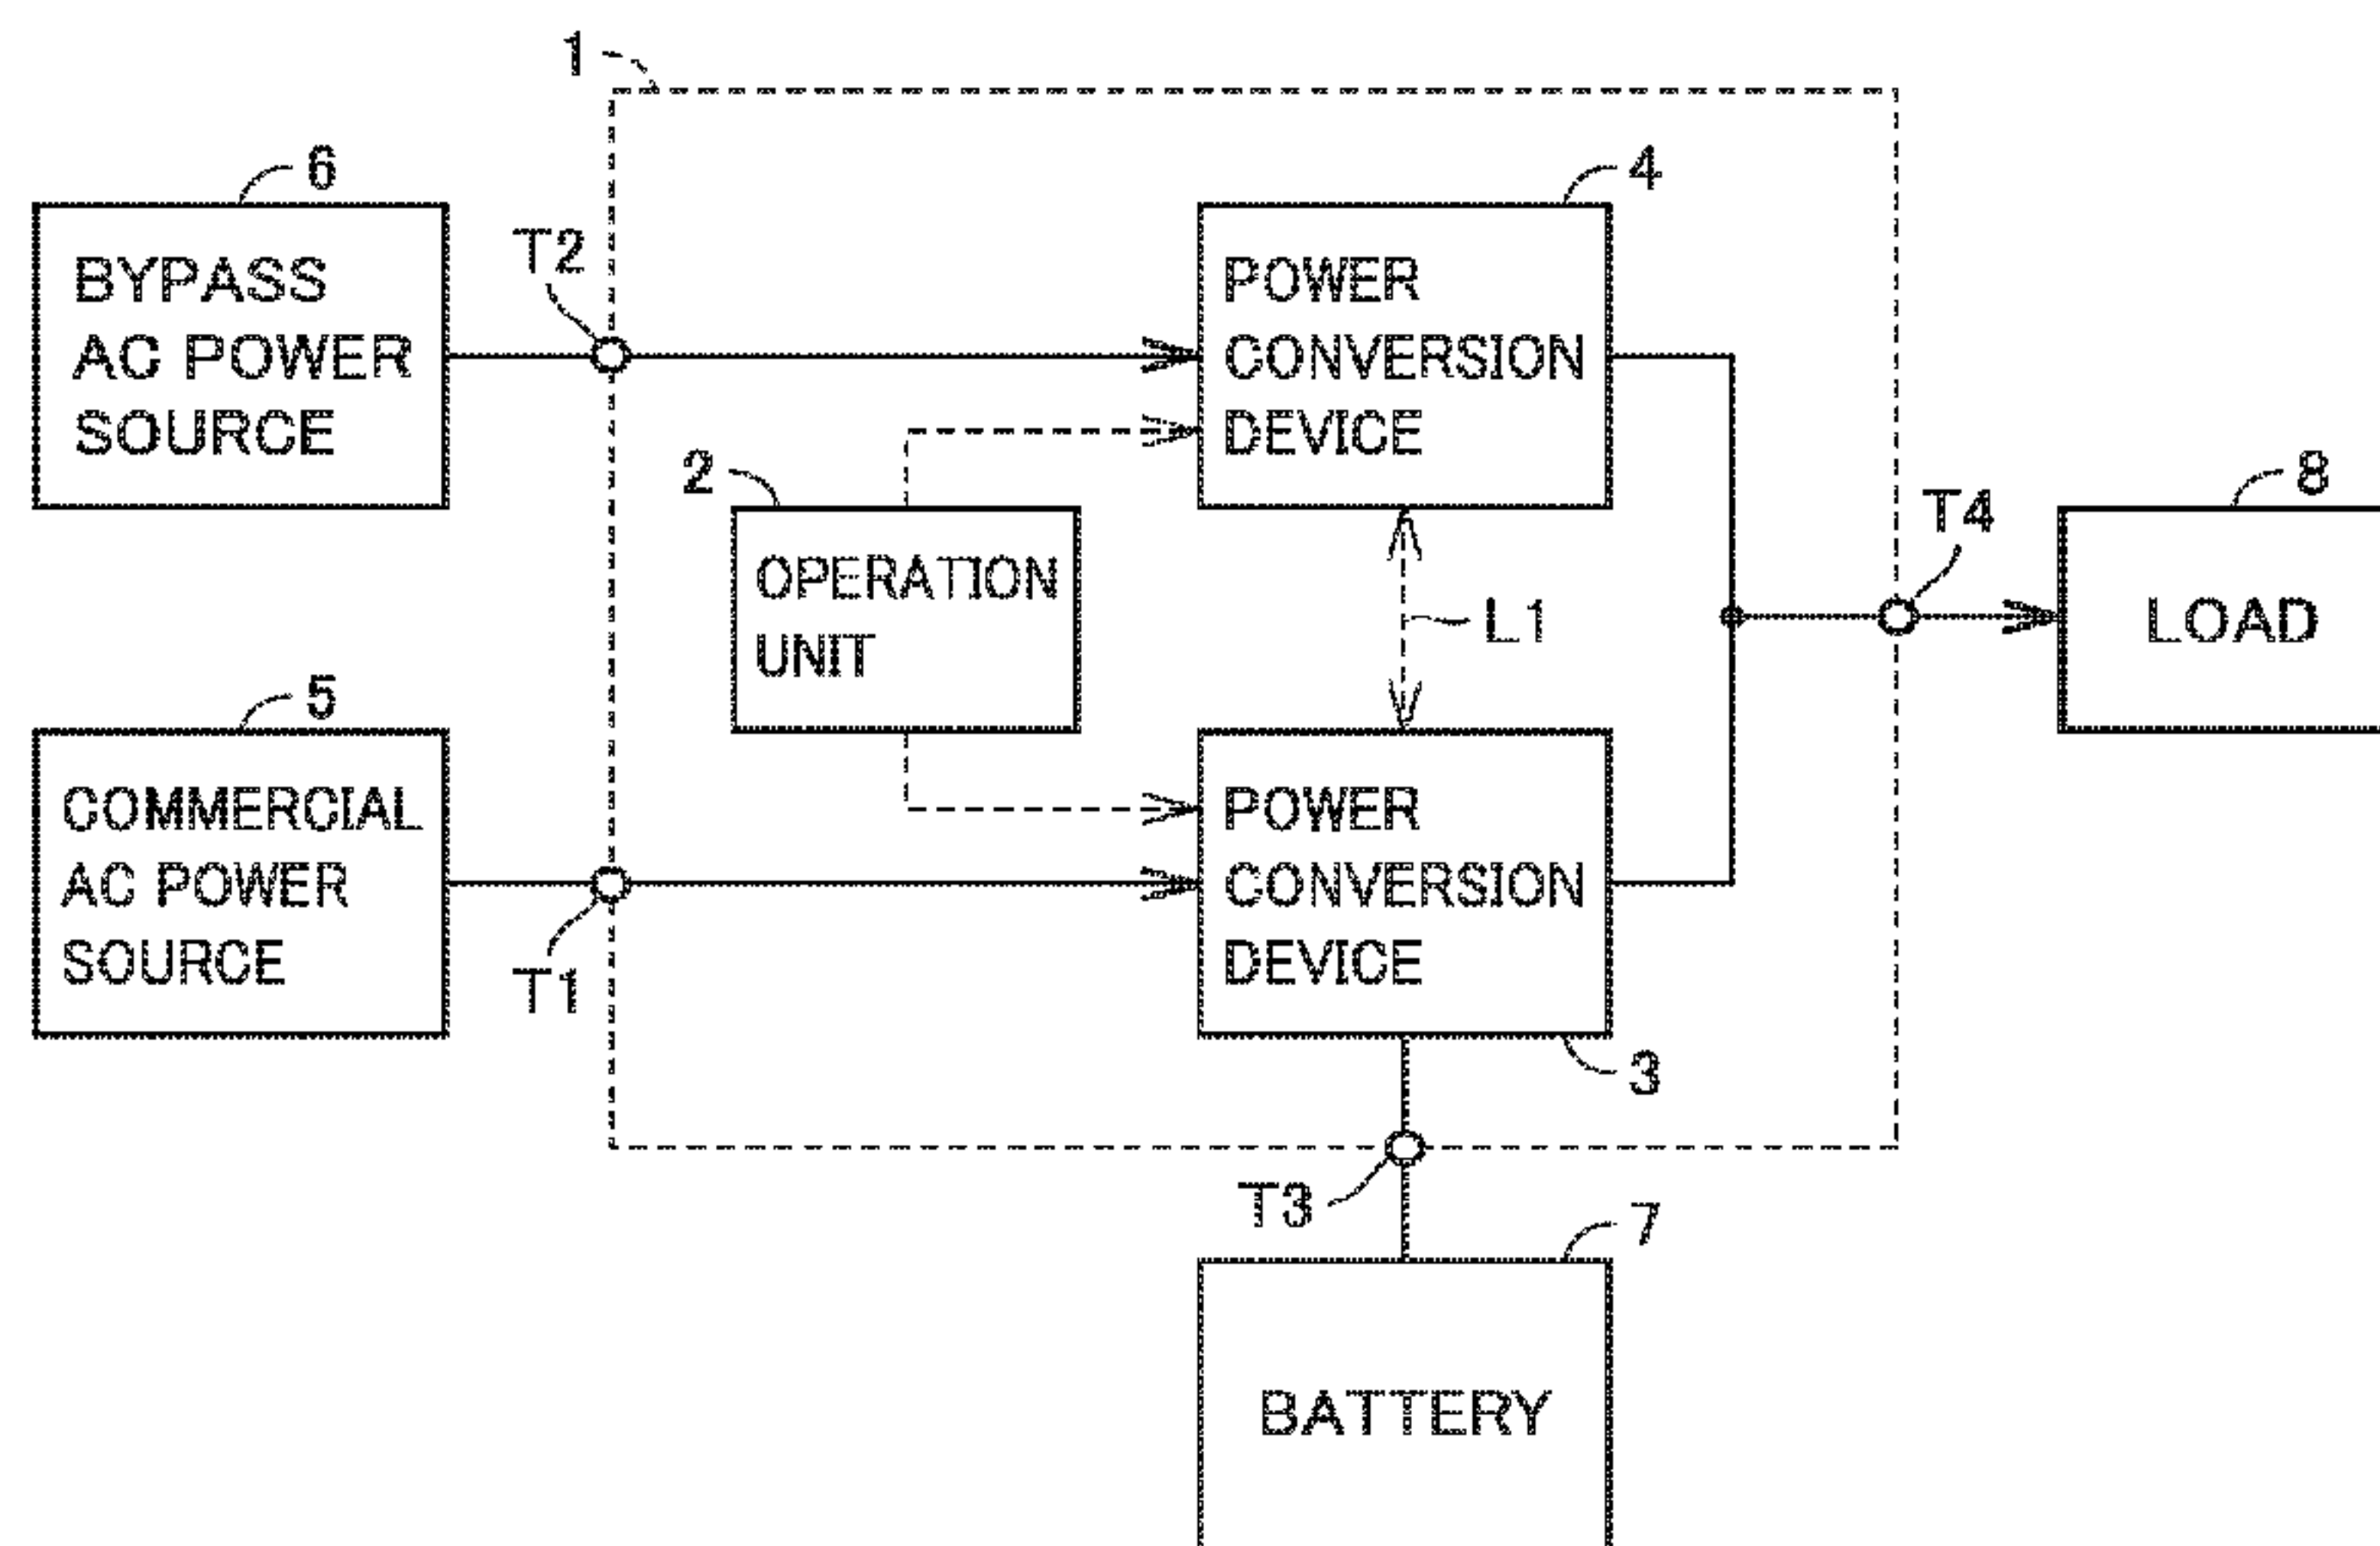 1
6
BYPASS
AC POWER
SOURCE
T2
4
POWER
CONVERSION
DEVICE
2
OPERATION
UNIT
L1
T4
8
LOAD
5
COMMERCIAL
AC POWER
SOURCE
T1
POWER
CONVERSION
DEVICE
3
T3
7
BATTERY